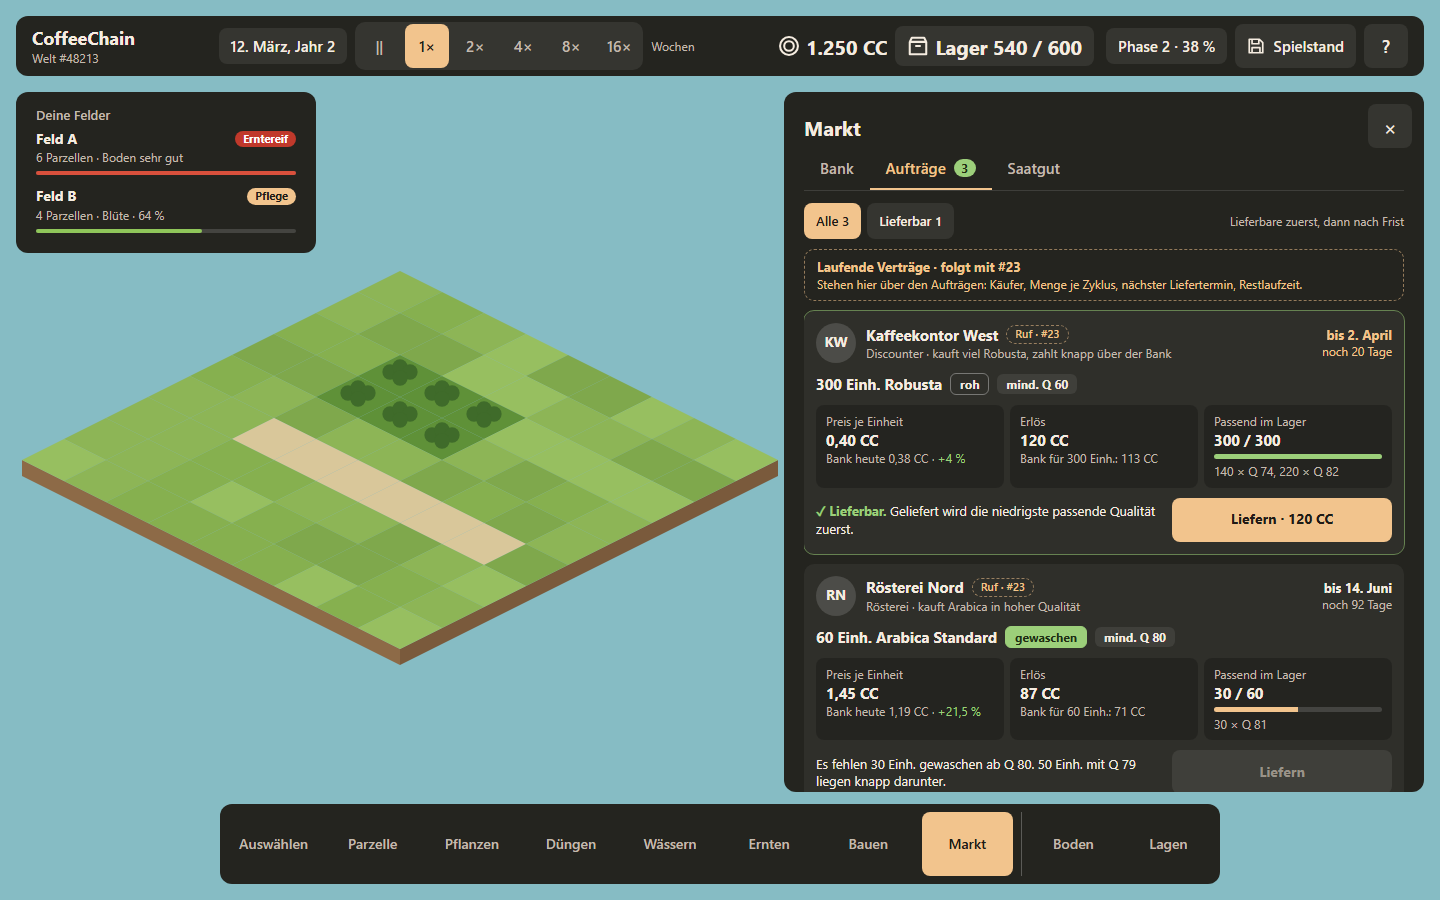 CoffeeChain
Welt #48213
12. März, Jahr 2
|| 1× 2× 4× 8× 16× Wochen
1.250 CC
Lager 540 / 600
Phase 2 · 38 %
Spielstand
?
Deine Felder
Feld A Erntereif
6 Parzellen · Boden sehr gut
Feld B Pflege
4 Parzellen · Blüte · 64 %
Markt ×
Bank Aufträge 3 Saatgut
Alle 3 Lieferbar 1 Lieferbare zuerst, dann nach Frist
Laufende Verträge · folgt mit #23
Stehen hier über den Aufträgen: Käufer, Menge je Zyklus, nächster Liefertermin, Restlaufzeit.
KW Kaffeekontor West Ruf · #23 bis 2. April
Discounter · kauft viel Robusta, zahlt knapp über der Bank noch 20 Tage
300 Einh. Robusta roh mind. Q 60
Preis je Einheit Erlös Passend im Lager
0,40 CC 120 CC 300 / 300
Bank heute 0,38 CC · +4 % Bank für 300 Einh.: 113 CC
140 × Q 74, 220 × Q 82
✓ Lieferbar. Geliefert wird die niedrigste passende Qualität
zuerst.
Liefern · 120 CC
RN Rösterei Nord Ruf · #23 bis 14. Juni
Rösterei · kauft Arabica in hoher Qualität noch 92 Tage
60 Einh. Arabica Standard gewaschen mind. Q 80
Preis je Einheit Erlös Passend im Lager
1,45 CC 87 CC 30 / 60
Bank heute 1,19 CC · +21,5 % Bank für 60 Einh.: 71 CC
30 × Q 81
Es fehlen 30 Einh. gewaschen ab Q 80. 50 Einh. mit Q 79
liegen knapp darunter.
Liefern
Auswählen Parzelle Pflanzen Düngen Wässern Ernten Bauen Markt Boden Lagen